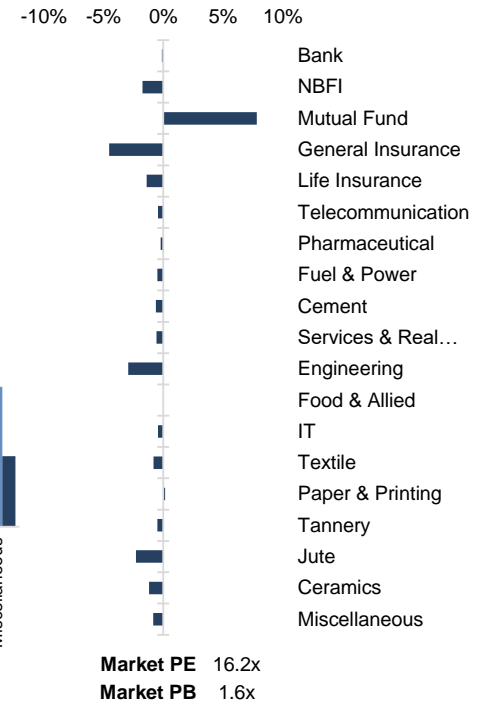 -10% -5% 0% 5% 10%
Bank
NBFI
Mutual Fund
General Insurance
Life Insurance
Telecommunication
Pharmaceutical
Fuel & Power
Cement
Services & Real…
Engineering
Food & Allied
IT
Textile
Paper & Printing
Tannery
Jute
Ceramics
Miscellaneous
Market PE 16.2x
Market PB 1.6x